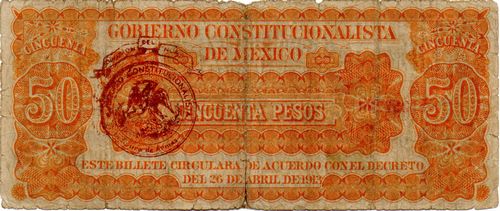 GOBIERNO CONSTITUCIONALISTA
DE MEXICO
CINCUENTA
CINCUENTA
50
50
CINCUENTA PESOS
ESTE BILLETE CIRCULARA DE ACUERDO CON EL DECRETO
DEL 26 DE ABRIL DE 1913